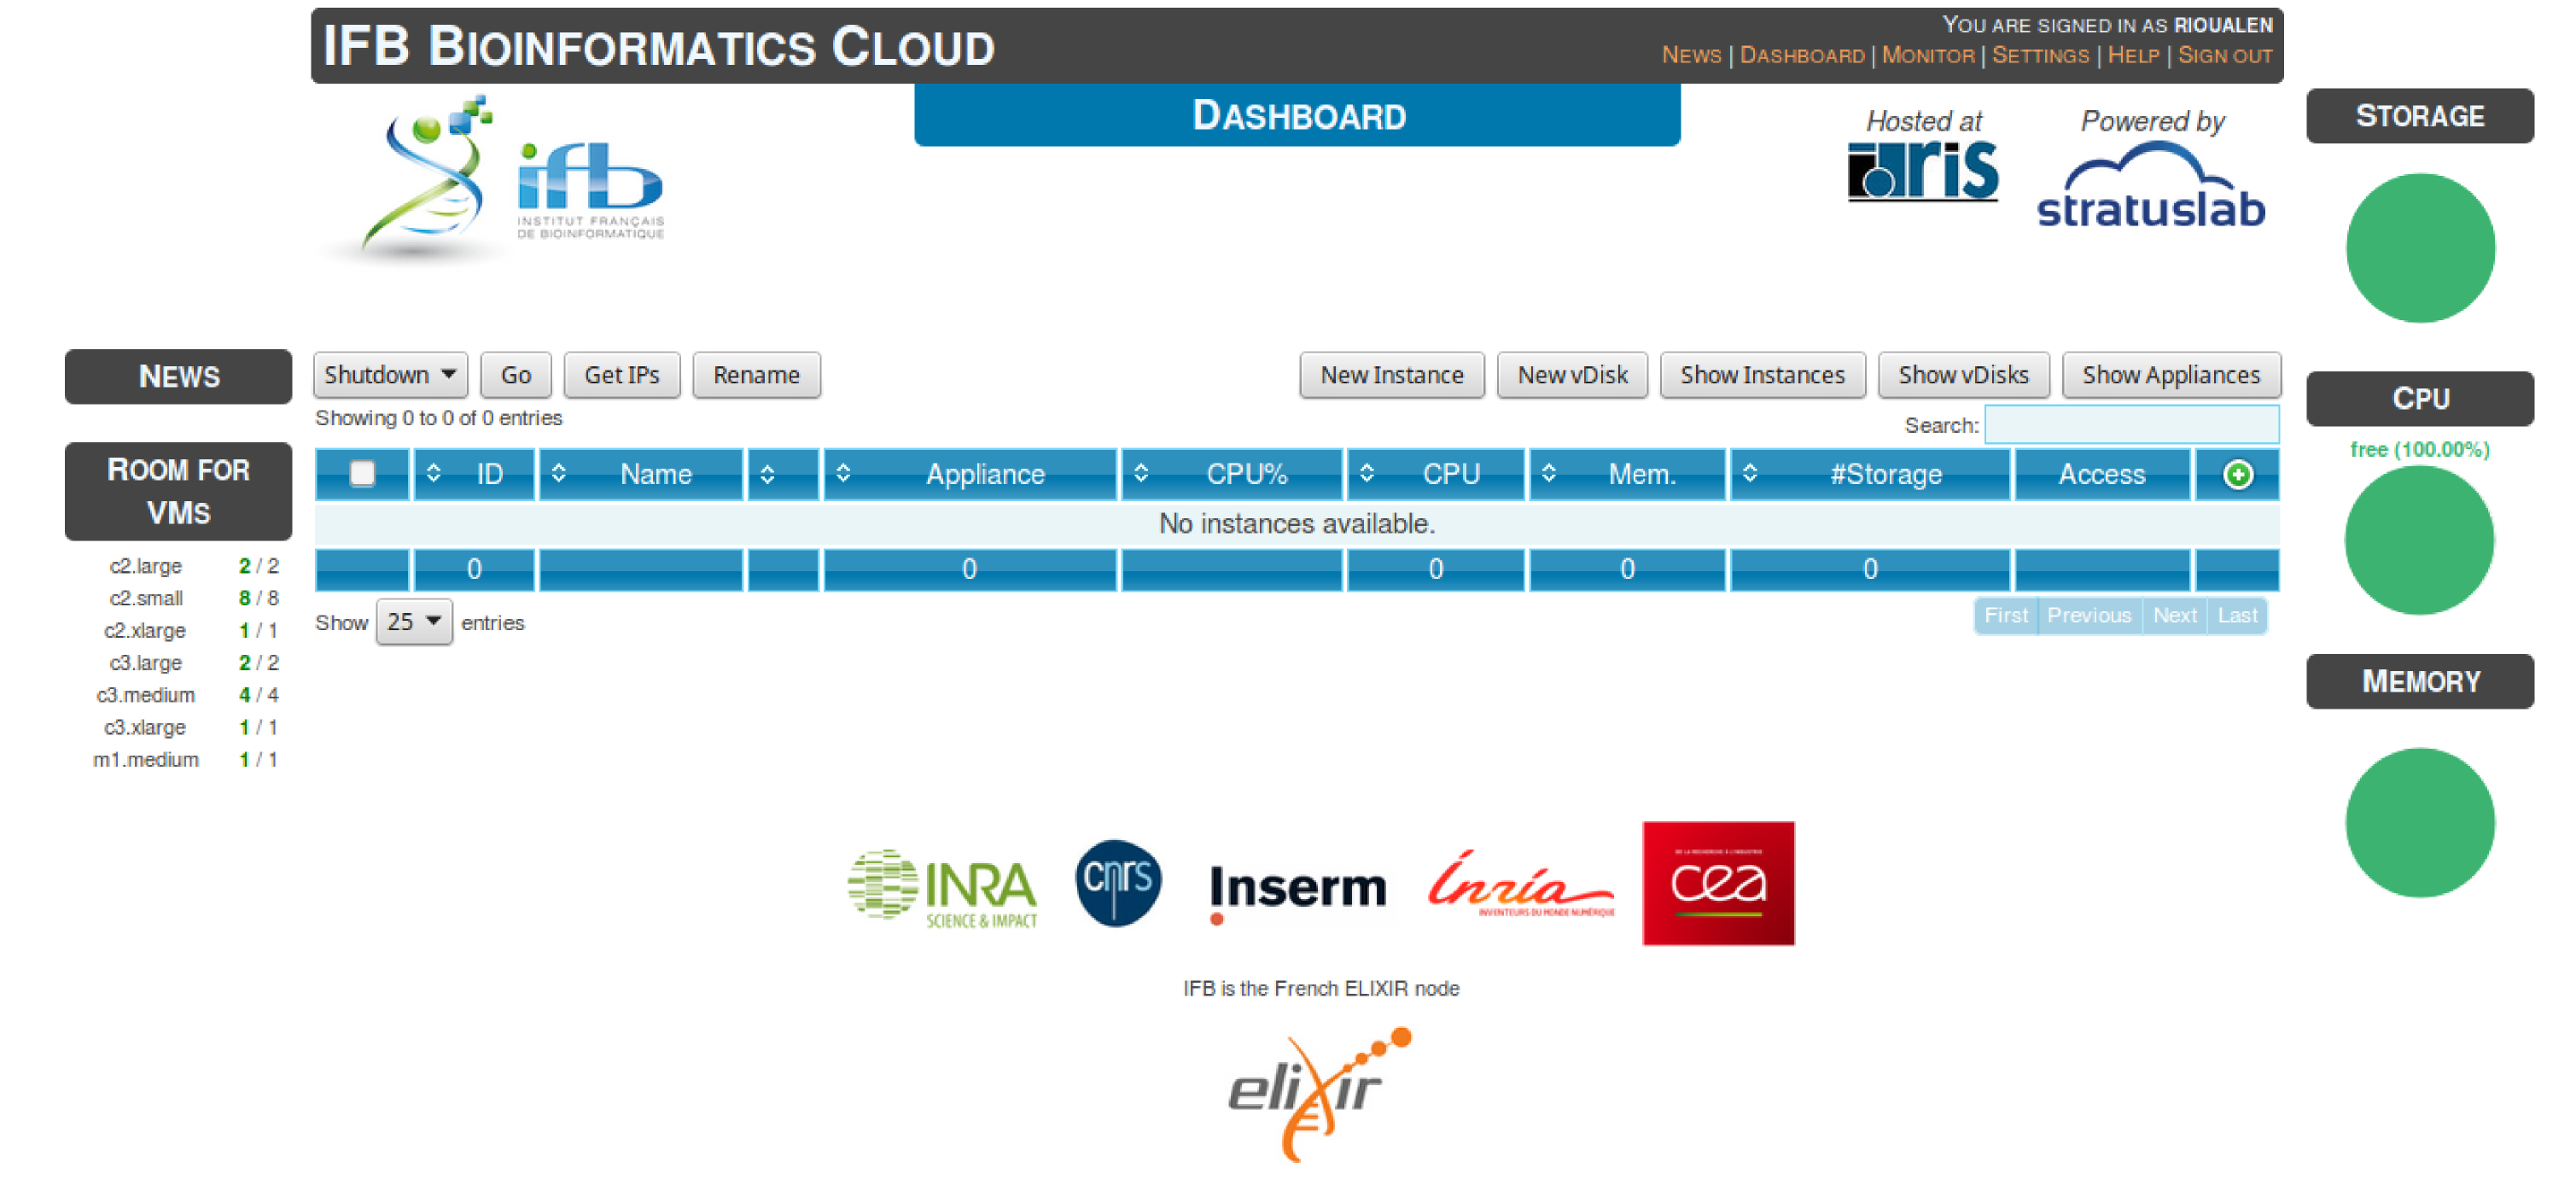 IFB BIOINFORMATICS CLOUD
YOU ARE SIGNED IN AS RIOUALEN
NEWS | DASHBOARD | MONITOR | SETTINGS | HELP | SIGN OUT
DASHBOARD
ifb
INSTITUT FRANÇAIS
DE BIOINFORMATIQUE
Hosted at
idris
Powered by
stratuslab
STORAGE
NEWS
Shutdown Go Get IPs Rename New Instance New vDisk Show Instances Show vDisks Show Appliances
Showing 0 to 0 of 0 entries
Search:
CPU
free (100.00%)
ROOM FOR
VMS
ID Name Appliance CPU% CPU Mem. #Storage Access
No instances available.
0 0 0 0 0
Show 25 entries
First Previous Next Last
c2.large 2 / 2
c2.small 8 / 8
c2.xlarge 1 / 1
c3.large 2 / 2
c3.medium 4 / 4
c3.xlarge 1 / 1
m1.medium 1 / 1
MEMORY
INRA
SCIENCE & IMPACT
cnrs
Inserm
Inria
INVENTEURS DU MONDE NUMÉRIQUE
DE LA RECHERCHE À L'INDUSTRIE
cea
IFB is the French ELIXIR node
elixir